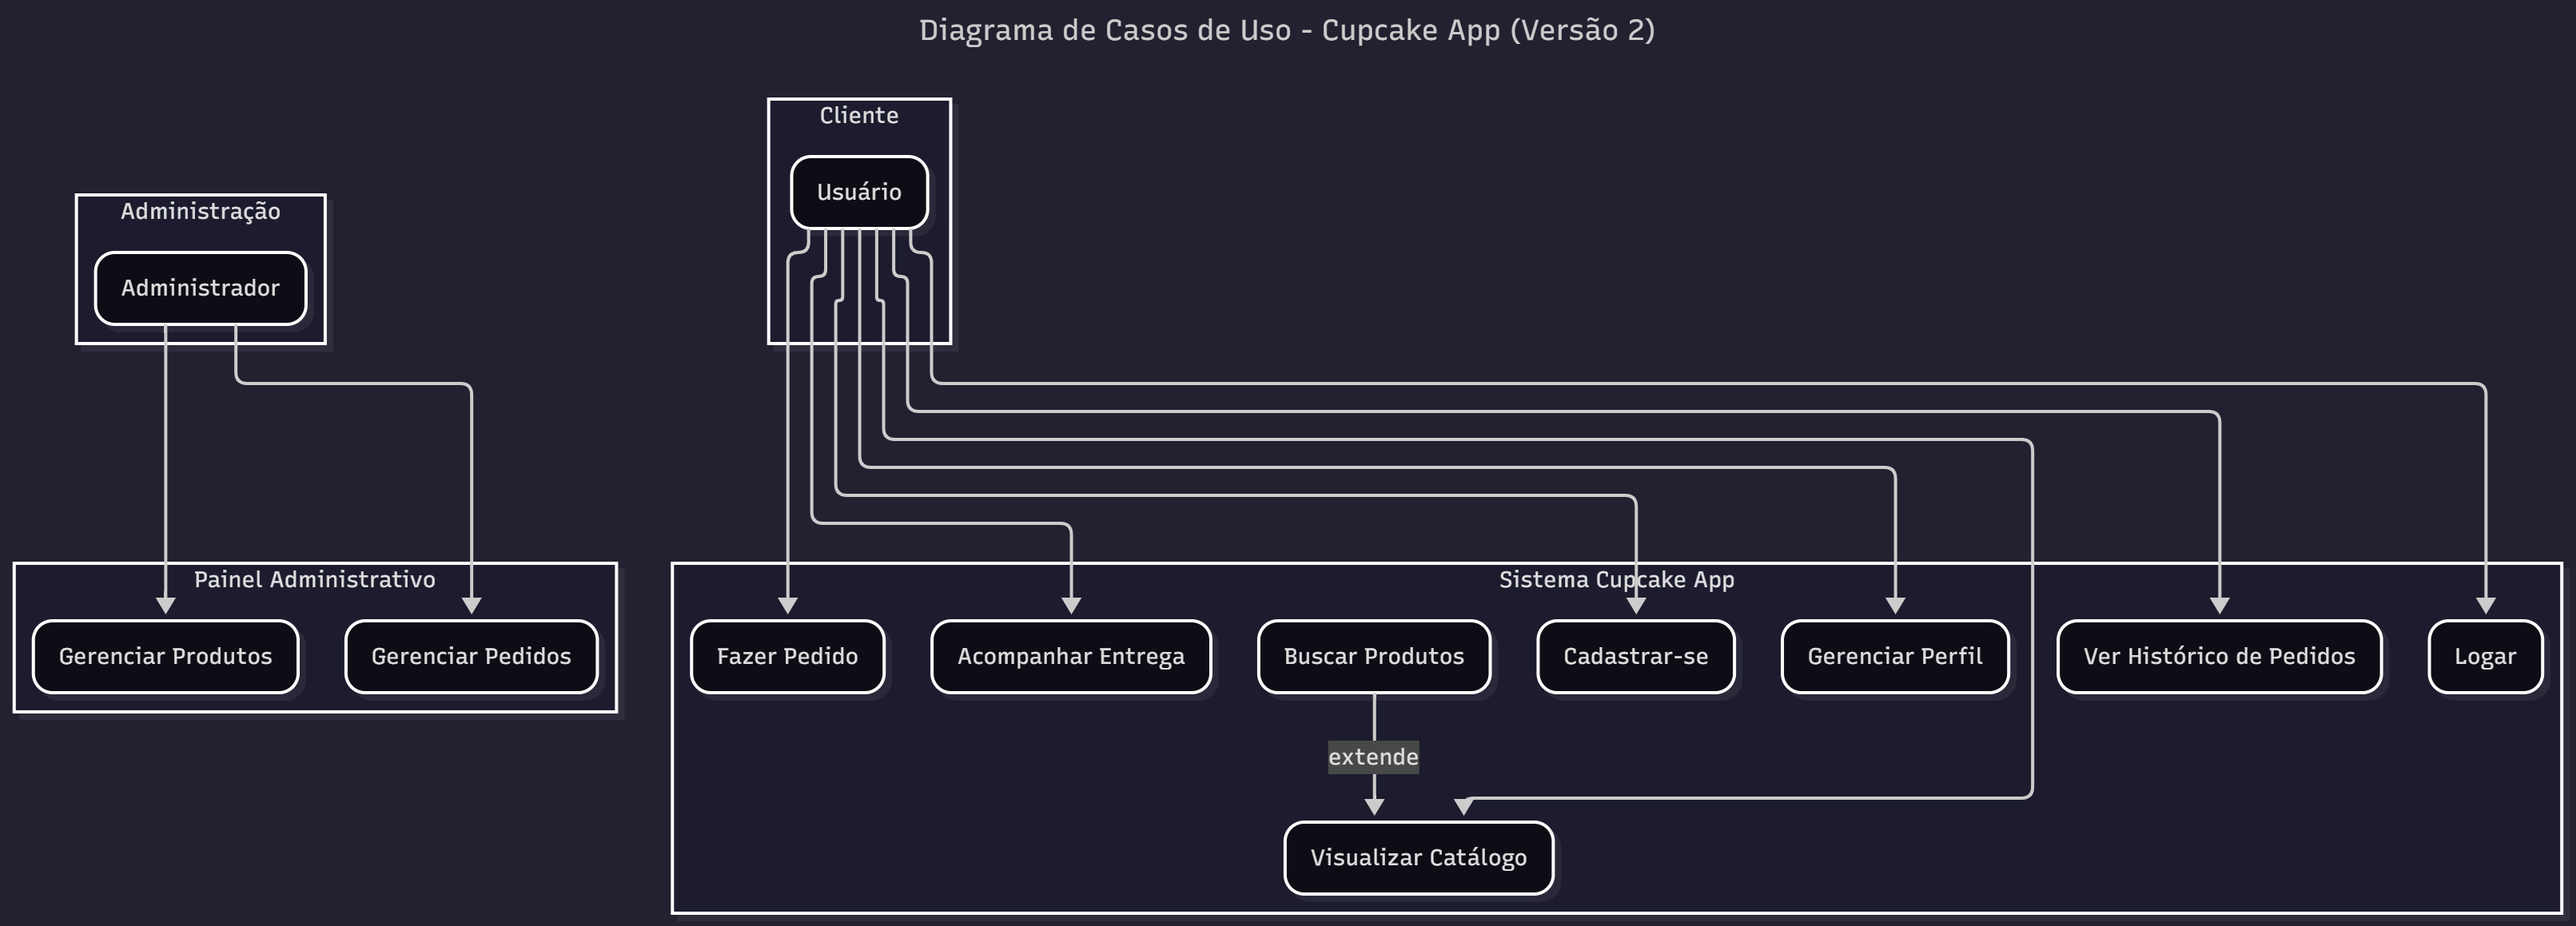 Diagrama de Casos de Uso - Cupcake App (Versão 2)
Cliente
Usuário
Administração
Administrador
Painel Administrativo
Gerenciar Produtos
Gerenciar Pedidos
Sistema Cupcake App
Fazer Pedido
Acompanhar Entrega
Buscar Produtos
Cadastrar-se
Gerenciar Perfil
Ver Histórico de Pedidos
Logar
extende
Visualizar Catálogo